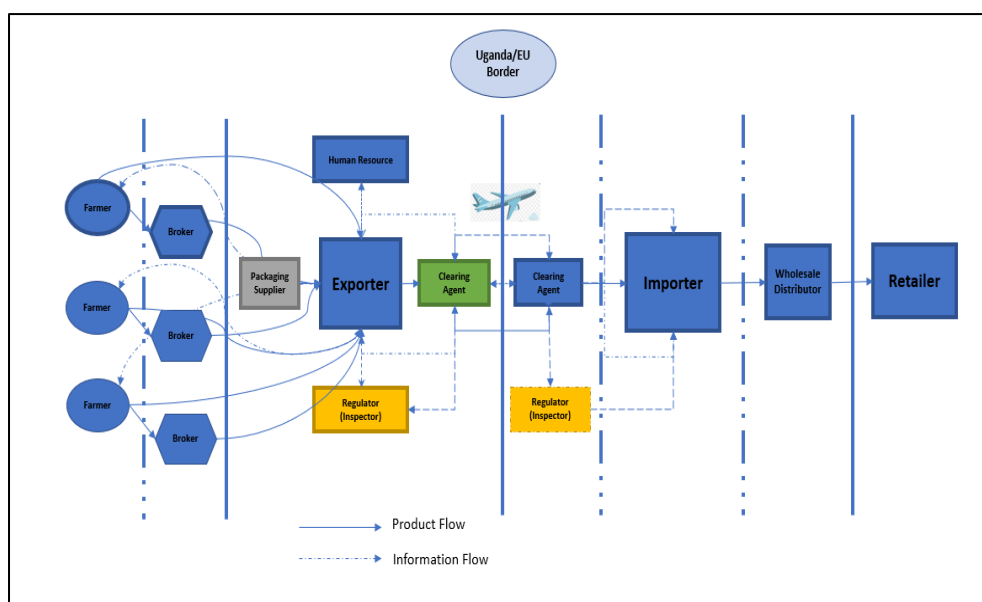 Uganda/EU
Border
Human Resource
Farmer
Broker
Packaging
Supplier
Exporter
Clearing
Agent
Clearing
Agent
Importer
Wholesale
Distributor
Retailer
Farmer
Broker
Farmer
Broker
Regulator
(Inspector)
Regulator
(Inspector)
Product Flow
Information Flow